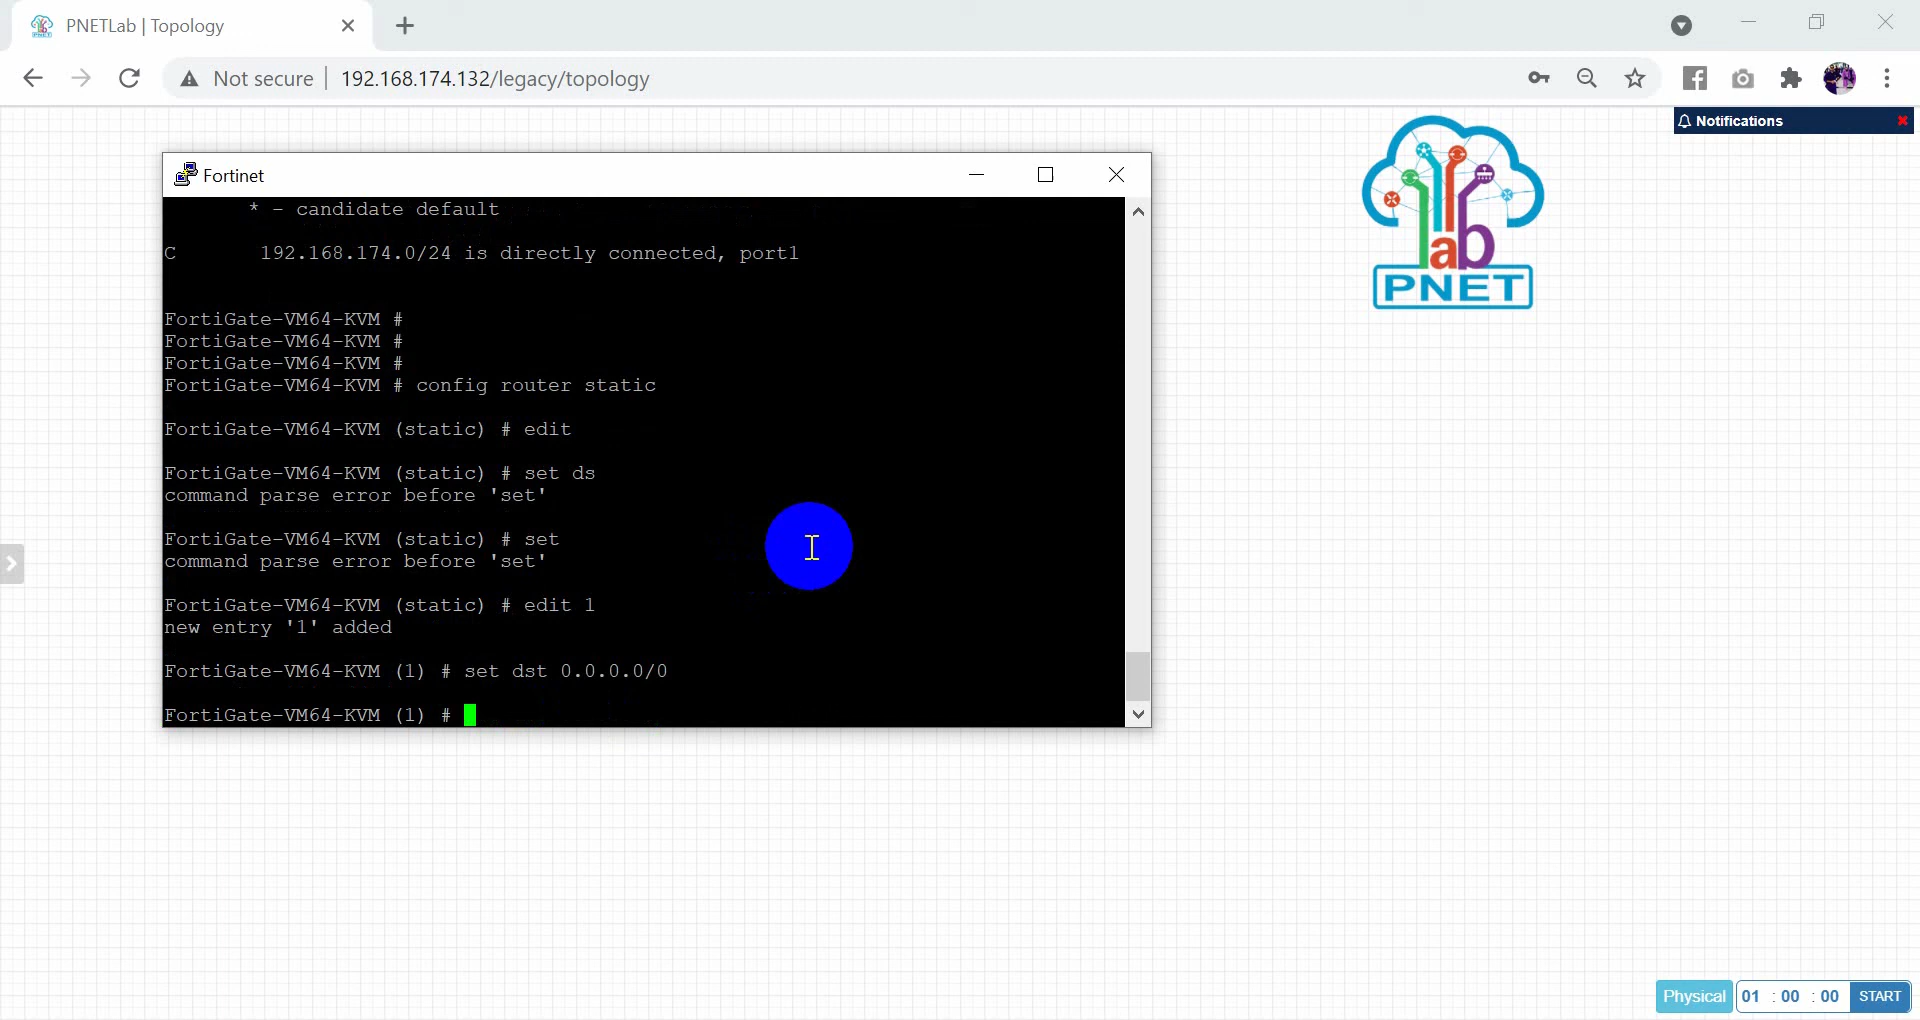 PNETLab | Topology
Not secure | 192.168.174.132/legacy/topology
Notifications
Fortinet
* - candidate default
C       192.168.174.0/24 is directly connected, port1
FortiGate-VM64-KVM #
FortiGate-VM64-KVM #
FortiGate-VM64-KVM #
FortiGate-VM64-KVM # config router static
FortiGate-VM64-KVM (static) # edit
FortiGate-VM64-KVM (static) # set ds
command parse error before 'set'
FortiGate-VM64-KVM (static) # set
command parse error before 'set'
FortiGate-VM64-KVM (static) # edit 1
new entry '1' added
FortiGate-VM64-KVM (1) # set dst 0.0.0.0/0
FortiGate-VM64-KVM (1) #
lab
PNET
Physical 01 : 00 : 00 START